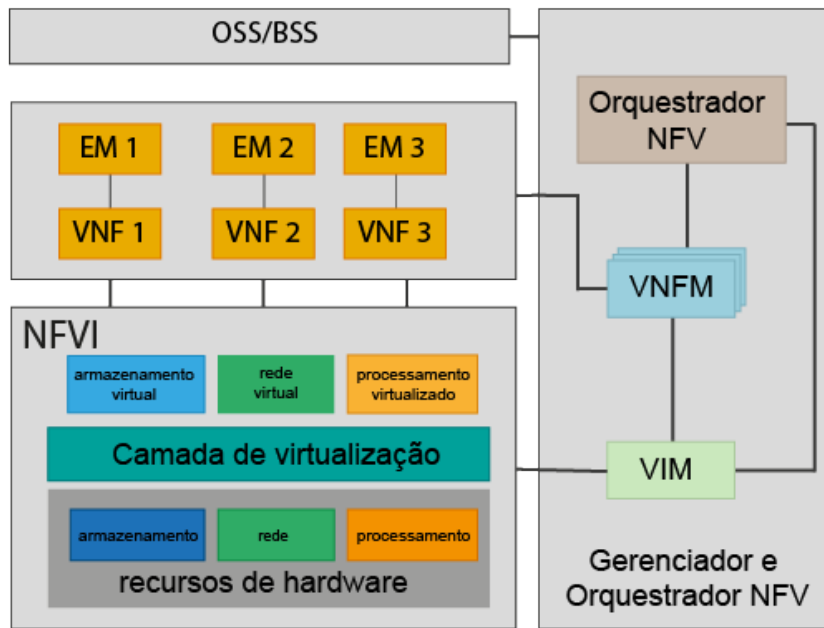 OSS/BSS
EM 1
EM 2
EM 3
VNF 1
VNF 2
VNF 3
NFVI
armazenamento
virtual
rede
virtual
processamento
virtualizado
Camada de virtualização
armazenamento
rede
processamento
recursos de hardware
Orquestrador
NFV
VNFM
VIM
Gerenciador e
Orquestrador NFV